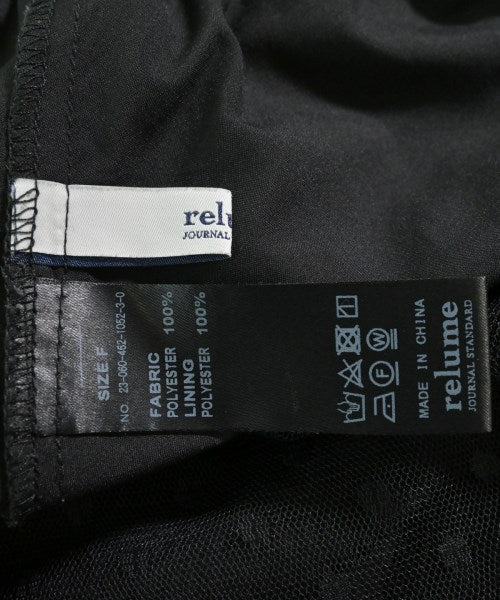 relu
JOURNAL S
SIZE F
NO 23-060-462-1052-3-0
FABRIC
POLYESTER 100%
LINING
POLYESTER 100%
MADE IN CHINA
relume
JOURNAL STANDARD